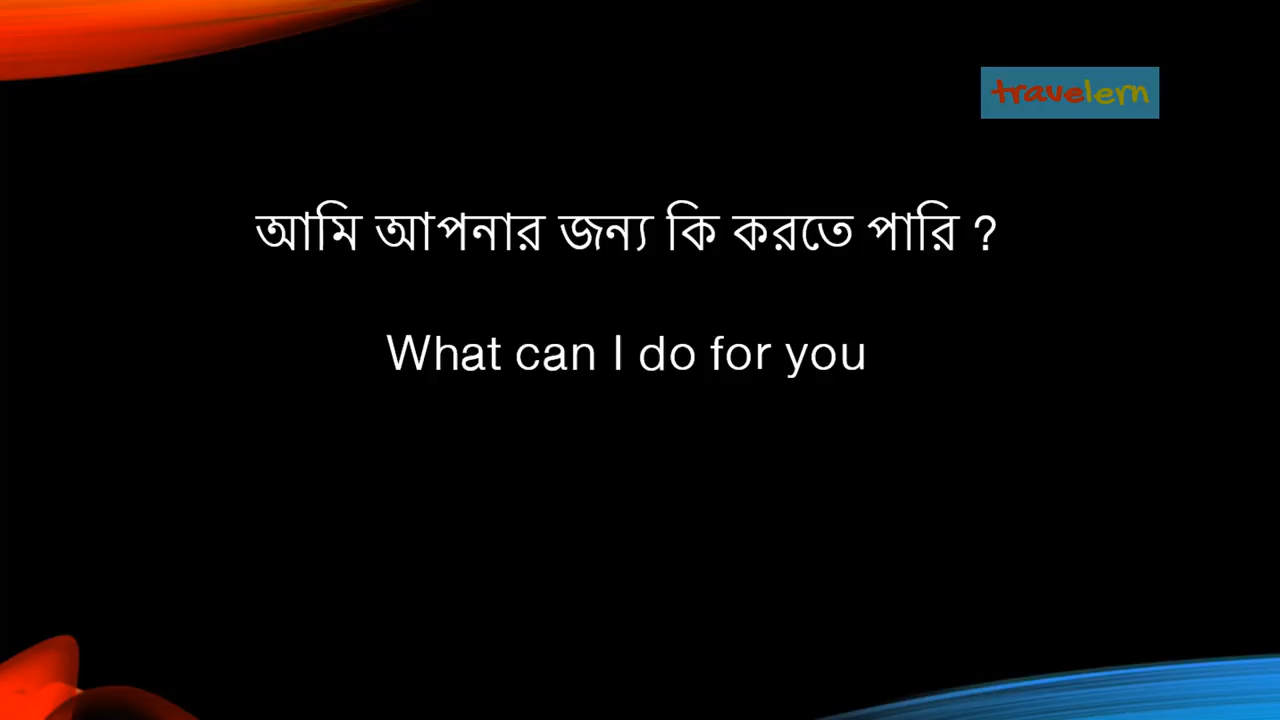 travelern
আমি আপনার জন্য কি করতে পারি ?
What can I do for you